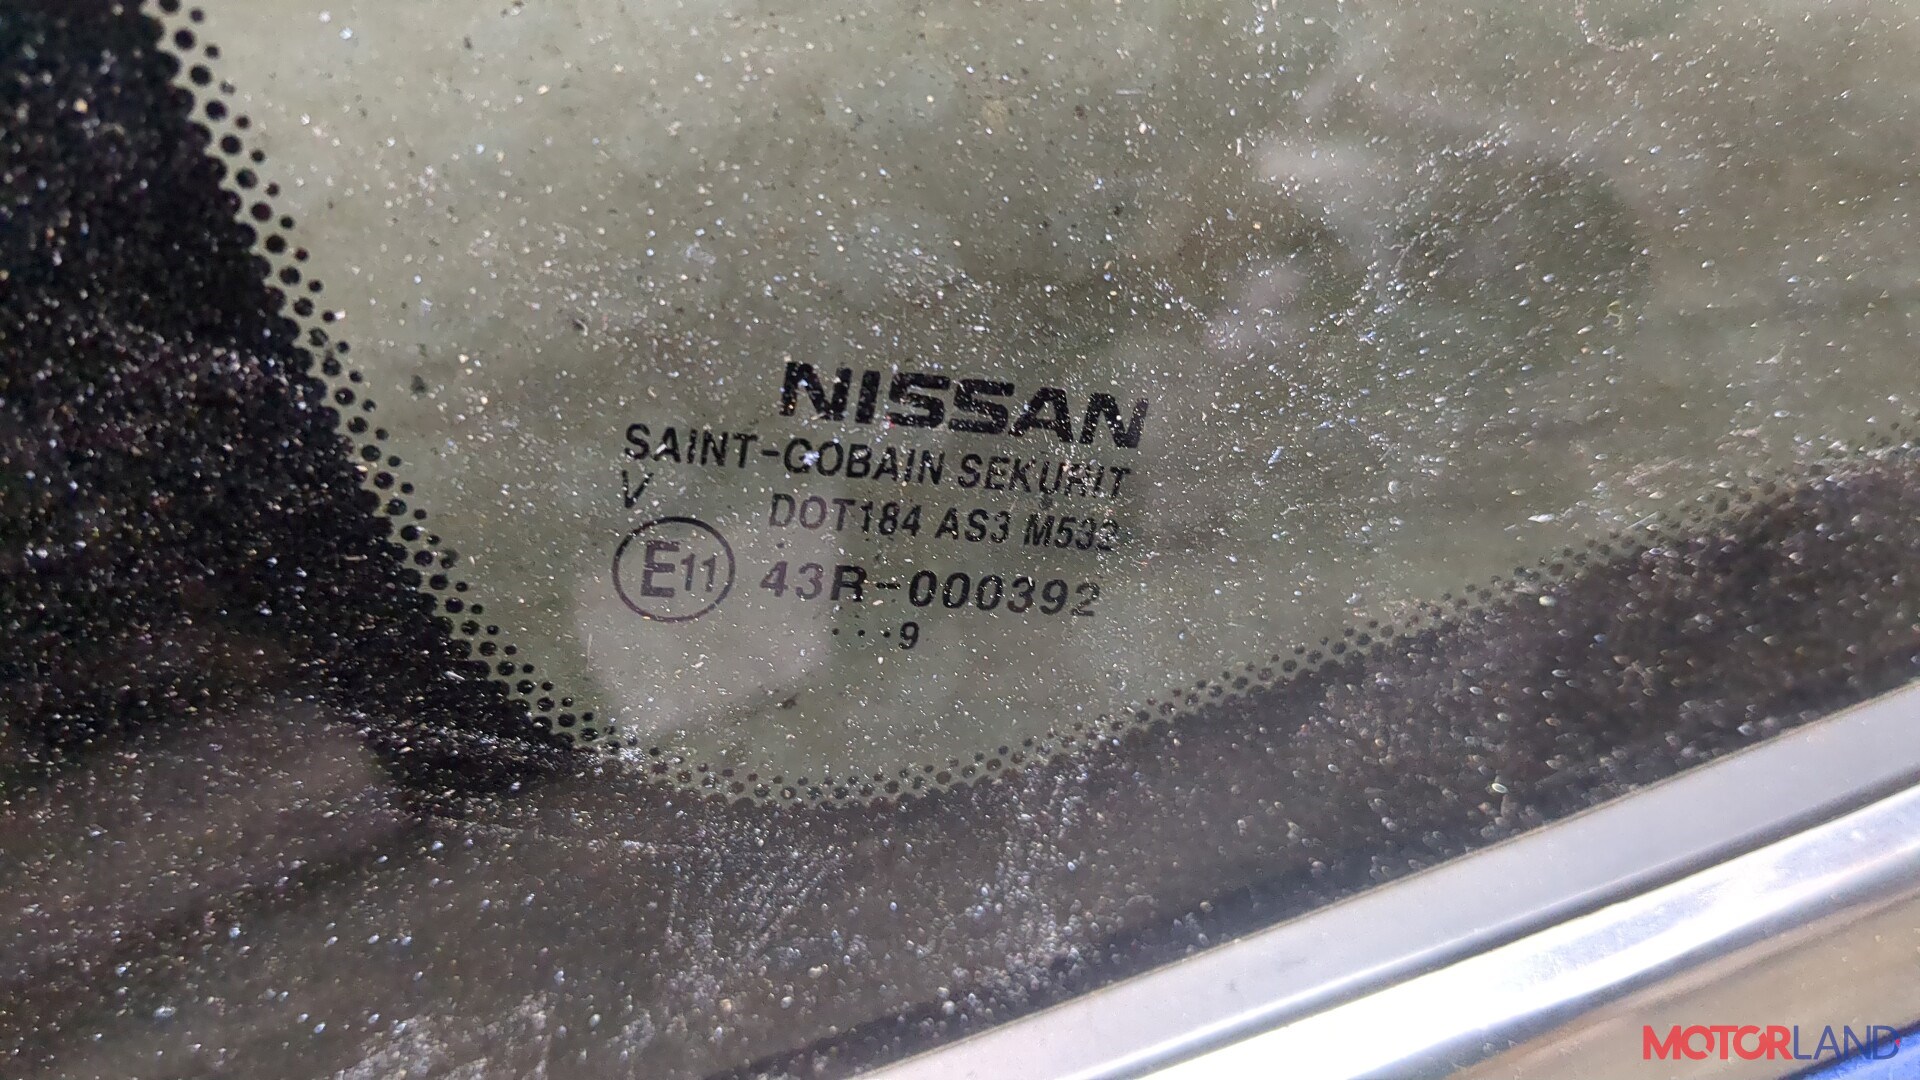 NISSAN
SAINT-GOBAIN SEKURIT
V DOT184 AS3 M532
E11 43R-000392
...9
MOTORLAND